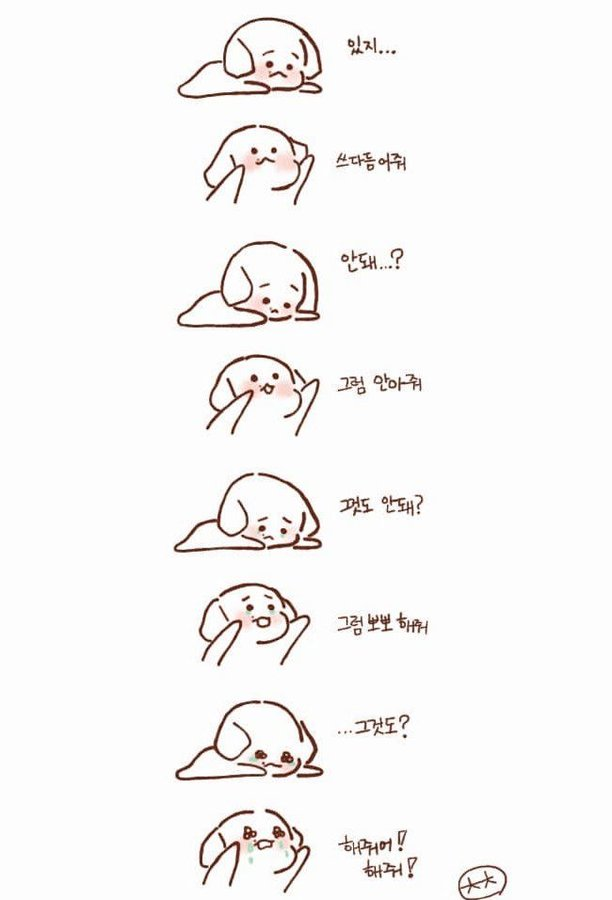 있지...
쓰다듬어줘
안돼...?
그럼 안아줘
그것도 안돼?
그럼 뽀뽀 해줘
...그것도?
해줘어!
해줘!